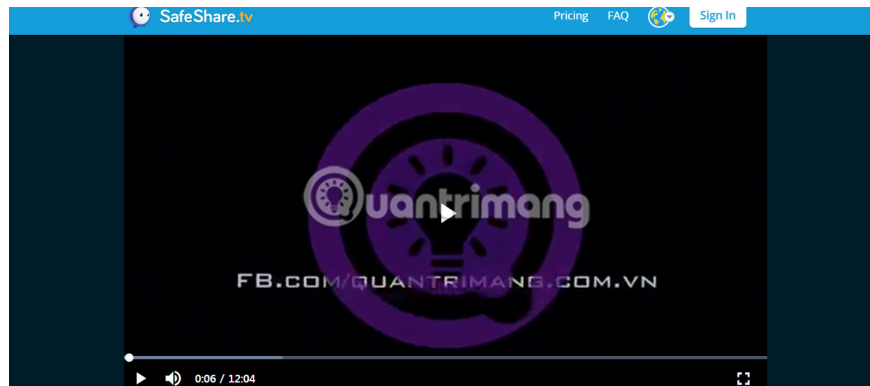 SafeShare.tv Pricing FAQ Sign In
Quantrimang
FB.COM/QUANTRIMANG.COM.VN
0:06 / 12:04